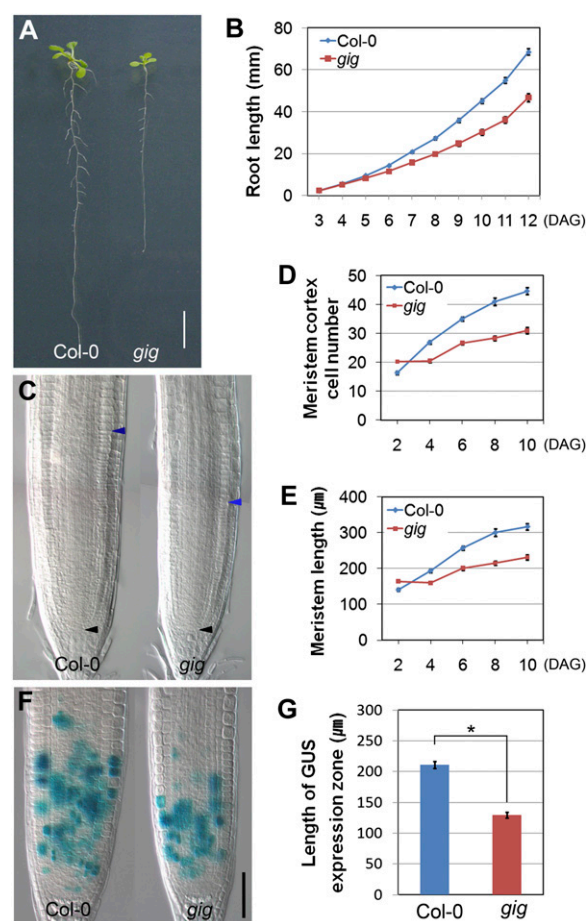 A
Col-0
gig
B
Col-0
gig
Root length (mm)
80
60
40
20
0
3 4 5 6 7 8 9 10 11 12 (DAG)
C
Col-0
gig
D
Col-0
gig
Meristem cortex
cell number
50
40
30
20
10
0
2 4 6 8 10 (DAG)
E
Col-0
gig
Meristem length (㎛)
400
300
200
100
0
2 4 6 8 10 (DAG)
F
Col-0
gig
G
Length of GUS
expression zone (㎛)
300
250
200
150
100
50
0
*
Col-0
gig